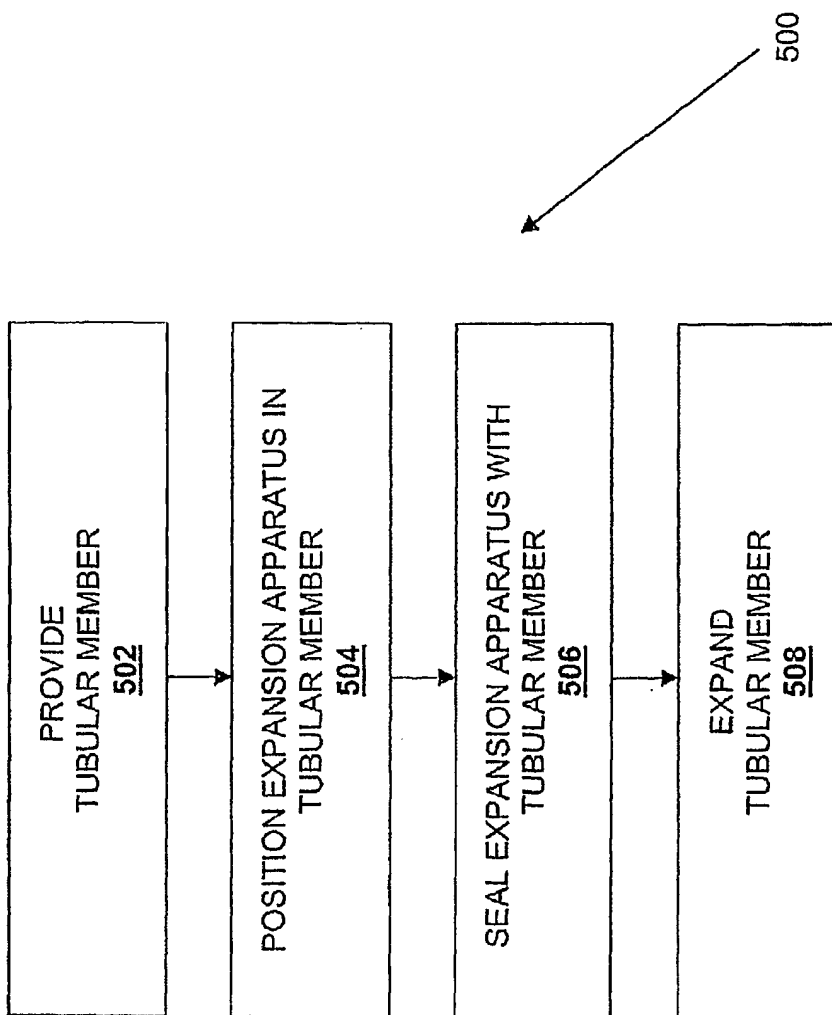 PROVIDE
TUBULAR MEMBER
502
POSITION EXPANSION APPARATUS IN
TUBULAR MEMBER
504
SEAL EXPANSION APPARATUS WITH
TUBULAR MEMBER
506
EXPAND
TUBULAR MEMBER
508
500